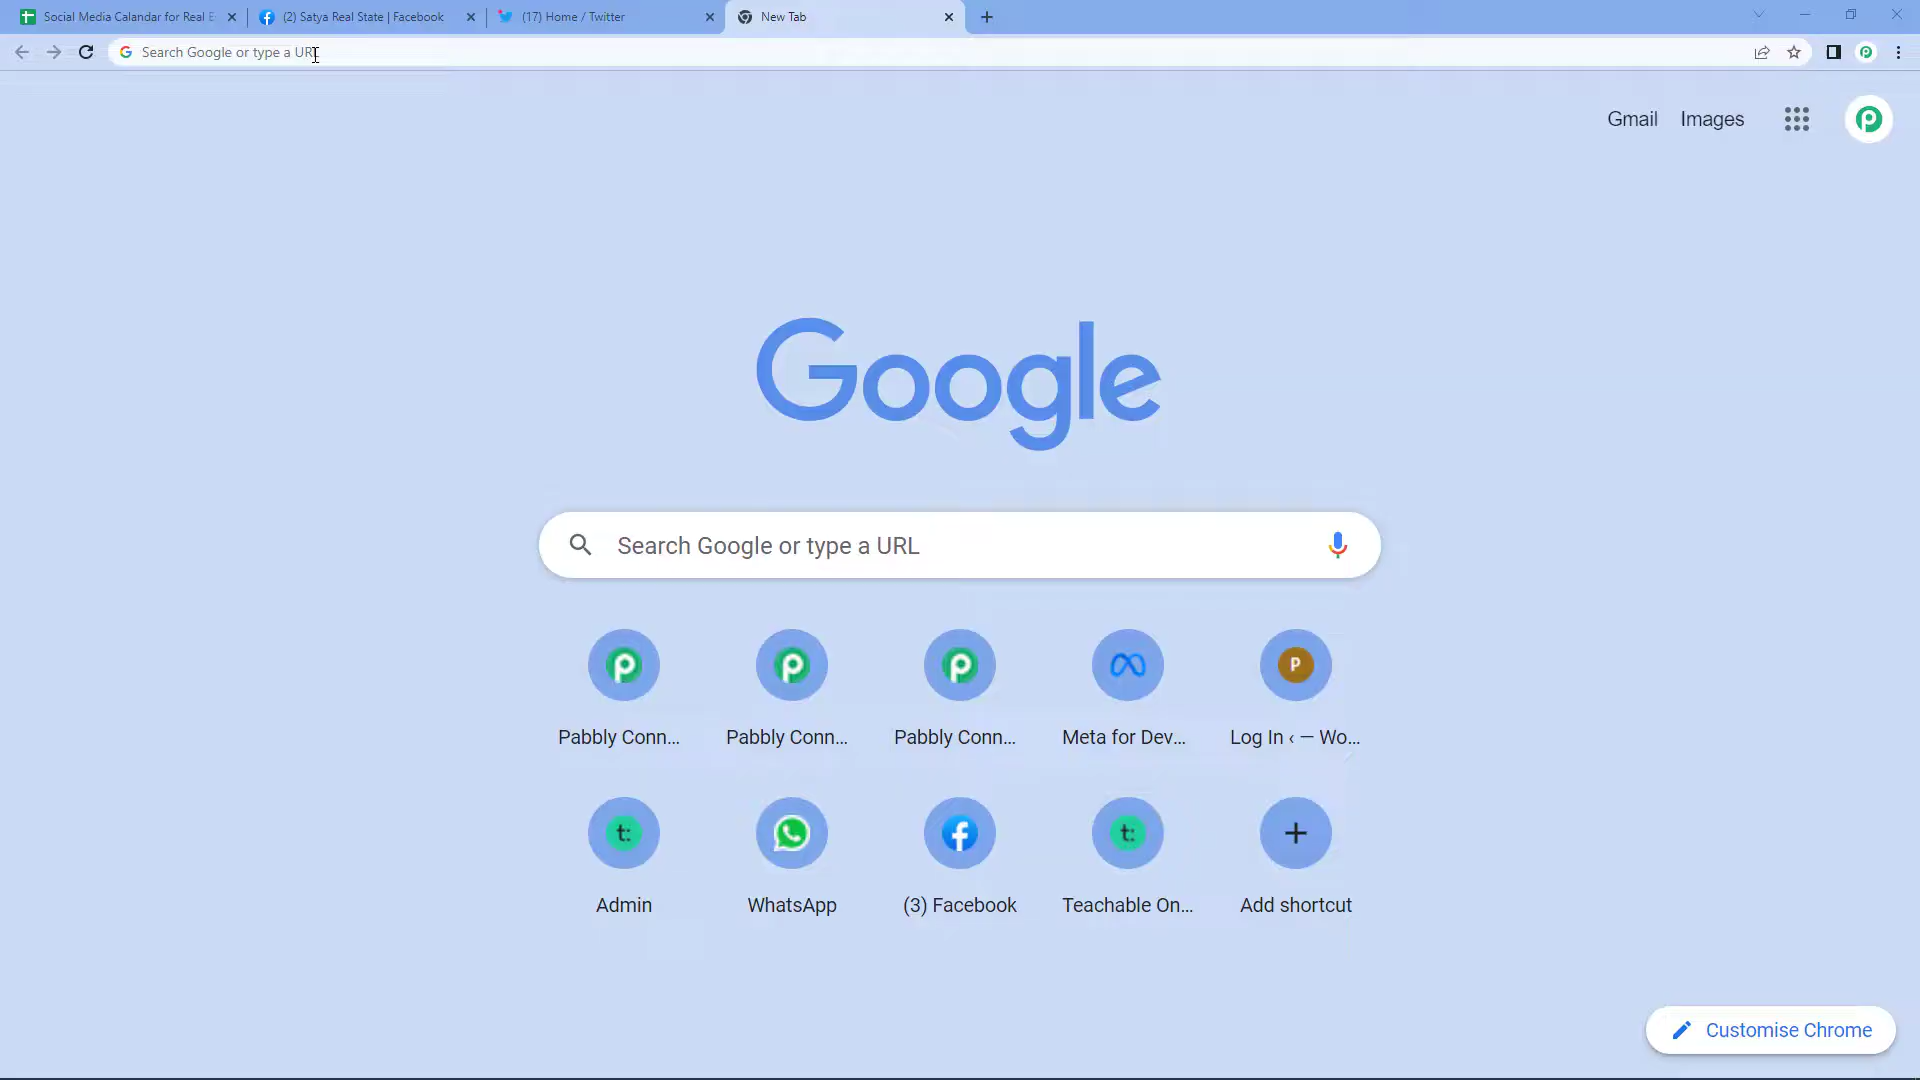 Social Media Calandar for Real E
(2) Satya Real State | Facebook
(17) Home / Twitter
New Tab
Search Google or type a URL
Gmail
Images
Google
Search Google or type a URL
Pabbly Conn...
Pabbly Conn...
Pabbly Conn...
Meta for Dev...
P
Log In ‹ — Wo...
t:
Admin
WhatsApp
(3) Facebook
t:
Teachable On...
Add shortcut
Customise Chrome